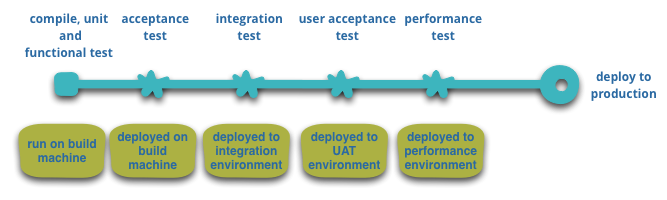 compile, unit
and
functional test
acceptance
test
integration
test
user acceptance
test
performance
test
deploy to
production
run on build
machine
deployed on
build
machine
deployed to
integration
environment
deployed to
UAT
environment
deployed to
performance
environment